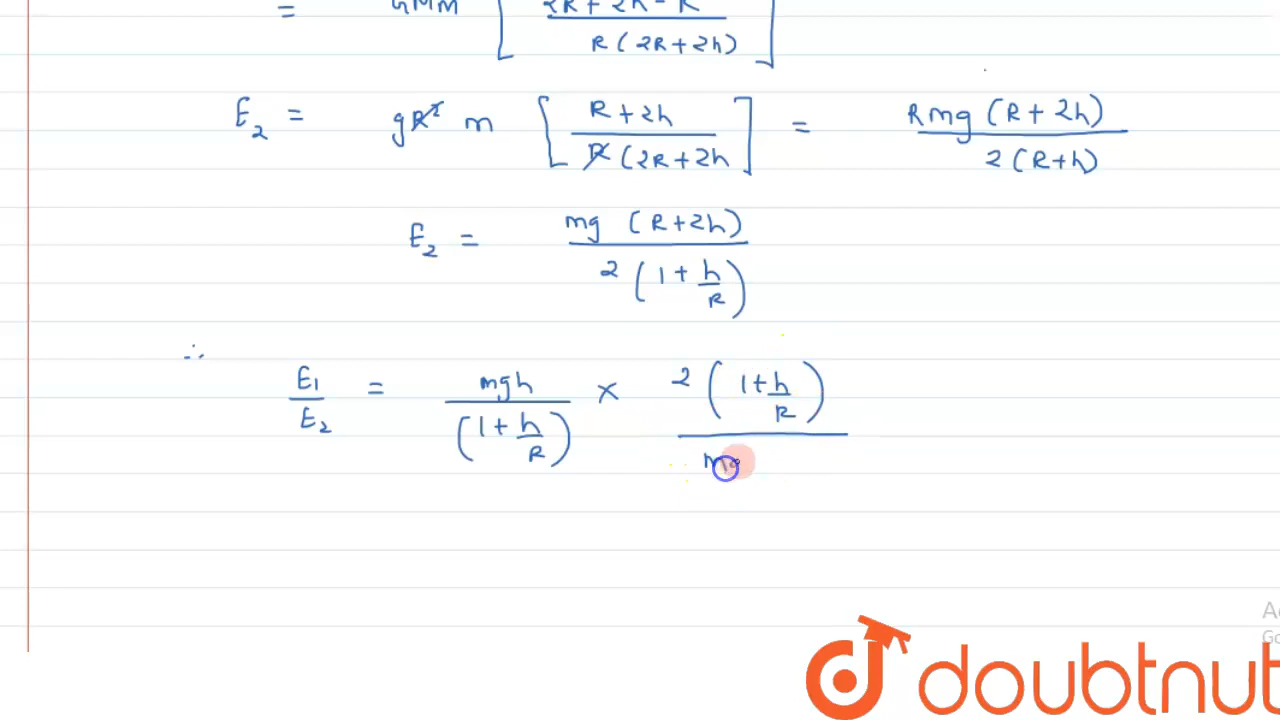 = GMm [ 2R + 2h - R / R ( 2R + 2h ) ]
E2 = gR² m [ R + 2h / R ( 2R + 2h ] = Rmg ( R + 2h ) / 2 ( R + h )
E2 = mg ( R + 2h ) / 2 ( 1 + h/R )
∴
E1 / E2 = mgh / ( 1 + h/R ) × 2 ( 1 + h/R ) / m
doubtnut